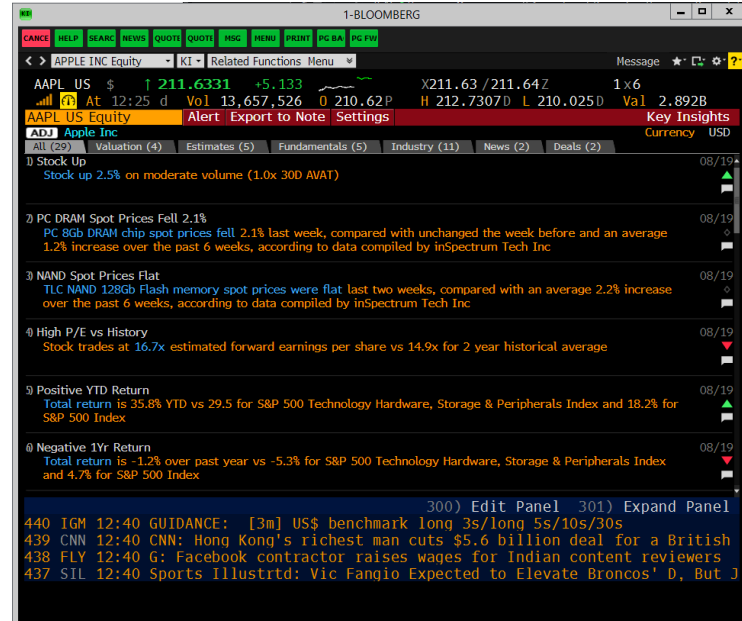 KI
1-BLOOMBERG
CANCE HELP SEARC NEWS QUOTE QUOTE MSG MENU PRINT PG BA PG FW
< > APPLE INC Equity KI Related Functions Menu Message
AAPL US $ ↑ 211.6331 +5.133 X211.63 / 211.64Z 1 x 6
At 12:25 d Vol 13,657,526 O 210.62P H 212.7307D L 210.025D Val 2.892B
AAPL US Equity Alert Export to Note Settings Key Insights
ADJ Apple Inc Currency USD
All (29) Valuation (4) Estimates (5) Fundamentals (5) Industry (11) News (2) Deals (2)
1) Stock Up 08/19
Stock up 2.5% on moderate volume (1.0x 30D AVAT)
2) PC DRAM Spot Prices Fell 2.1% 08/19
PC 8Gb DRAM chip spot prices fell 2.1% last week, compared with unchanged the week before and an average
1.2% increase over the past 6 weeks, according to data compiled by inSpectrum Tech Inc
3) NAND Spot Prices Flat 08/19
TLC NAND 128Gb Flash memory spot prices were flat last two weeks, compared with an average 2.2% increase
over the past 6 weeks, according to data compiled by inSpectrum Tech Inc
4) High P/E vs History 08/19
Stock trades at 16.7x estimated forward earnings per share vs 14.9x for 2 year historical average
5) Positive YTD Return 08/19
Total return is 35.8% YTD vs 29.5 for S&P 500 Technology Hardware, Storage & Peripherals Index and 18.2% for
S&P 500 Index
6) Negative 1Yr Return 08/19
Total return is -1.2% over past year vs -5.3% for S&P 500 Technology Hardware, Storage & Peripherals Index
and 4.7% for S&P 500 Index
300) Edit Panel 301) Expand Panel
440 IGM 12:40 GUIDANCE: [3m] US$ benchmark long 3s/long 5s/10s/30s
439 CNN 12:40 CNN: Hong Kong's richest man cuts $5.6 billion deal for a British
438 FLY 12:40 G: Facebook contractor raises wages for Indian content reviewers
437 SIL 12:40 Sports Illustrtd: Vic Fangio Expected to Elevate Broncos' D, But J